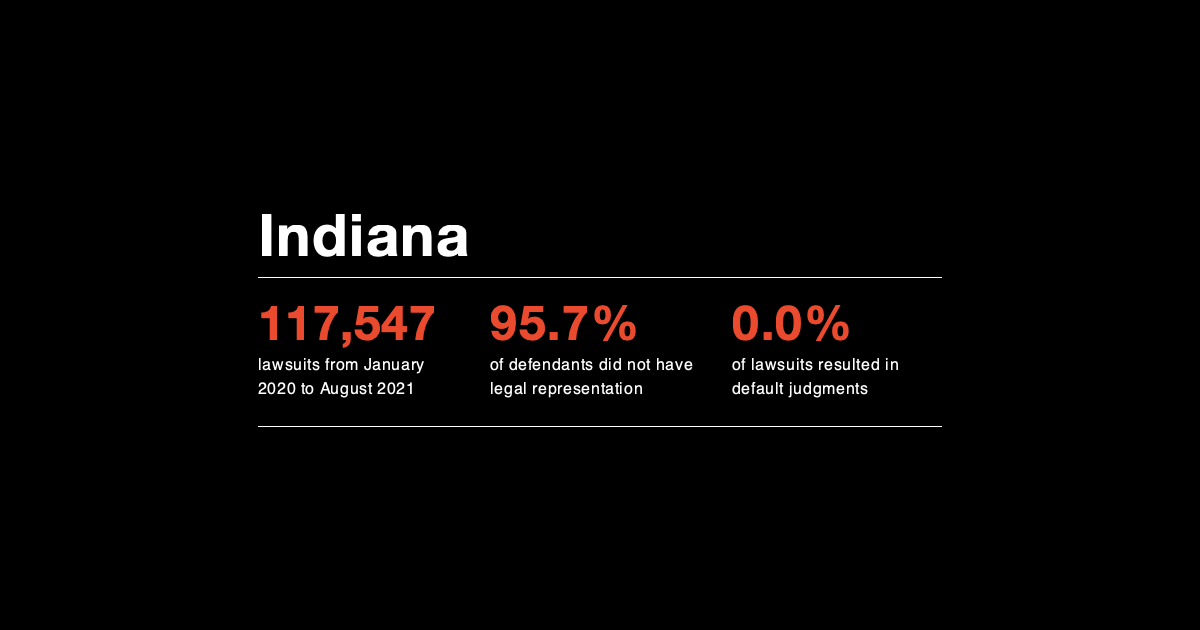 Indiana
117,547
lawsuits from January
2020 to August 2021
95.7%
of defendants did not have
legal representation
0.0%
of lawsuits resulted in
default judgments